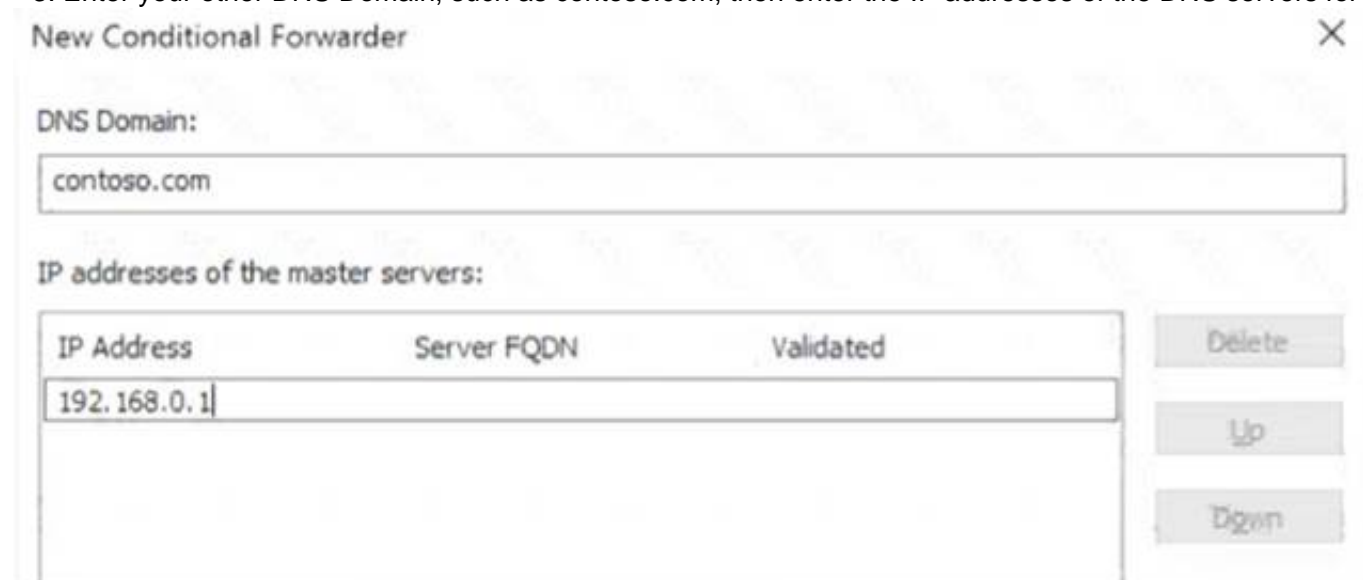 New Conditional Forwarder
DNS Domain:
contoso.com
IP addresses of the master servers:
IP Address Server FQDN Validated
Delete
192.168.0.1
Up
Down